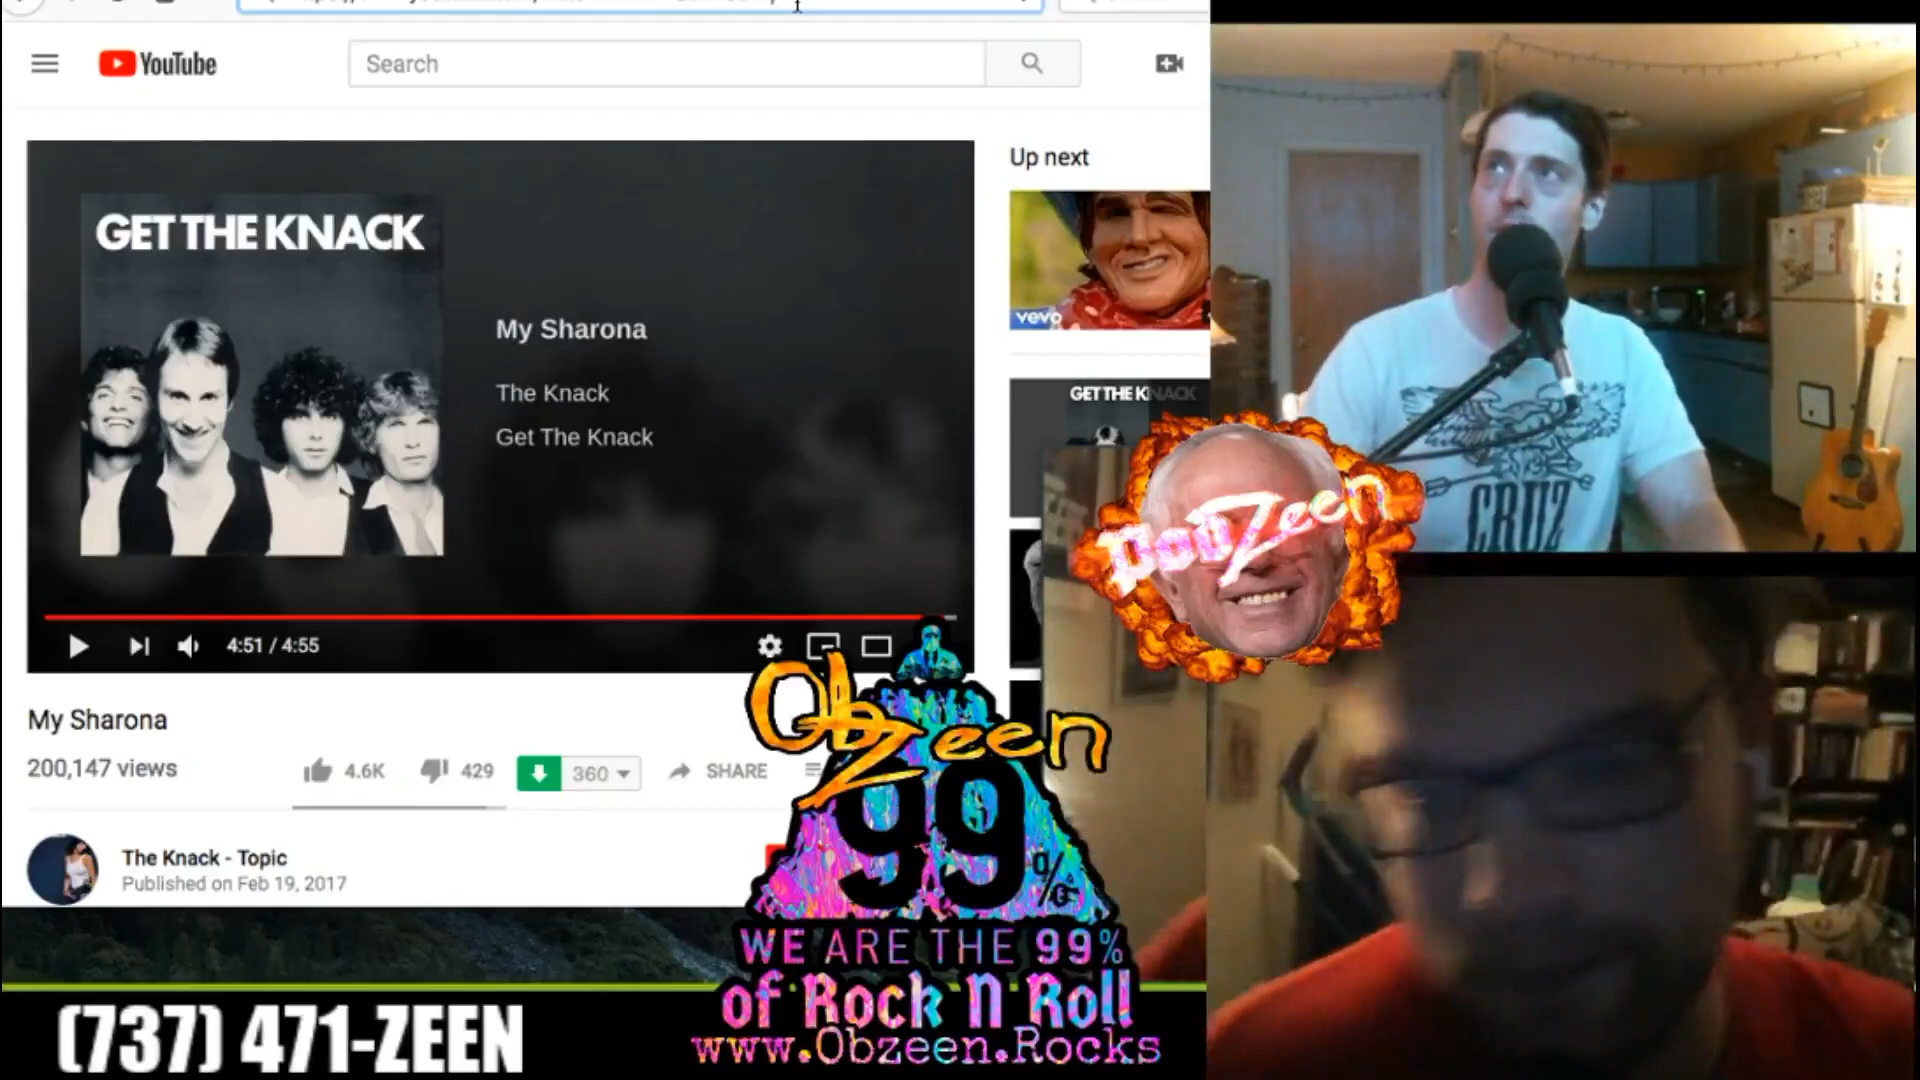 YouTube
Search
GET THE KNACK
My Sharona
The Knack
Get The Knack
4:51 / 4:55
Up next
vevo
GET THE KNACK
My Sharona
200,147 views
4.6K
429
360
SHARE
The Knack - Topic
Published on Feb 19, 2017
PodZeen
CRUZ
ObZeen
99%
WE ARE THE 99%
of Rock N Roll
www.Obzeen.Rocks
(737) 471-ZEEN